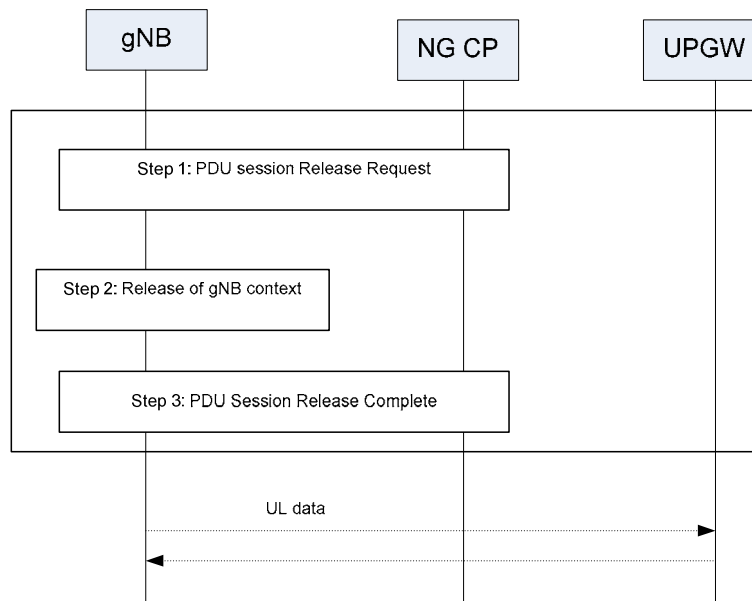 gNB
NG CP
UPGW
Step 1: PDU session Release Request
Step 2: Release of gNB context
Step 3: PDU Session Release Complete
UL data